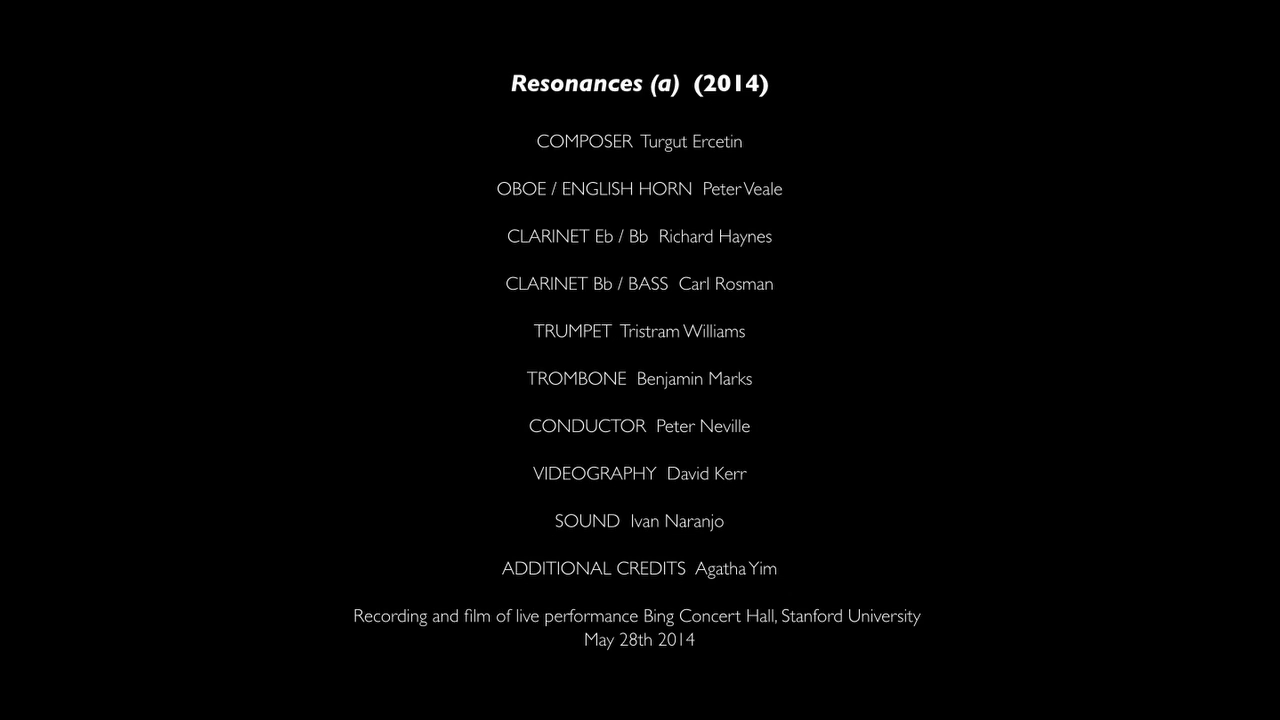 Resonances (a) (2014)
COMPOSER Turgut Ercetin
OBOE / ENGLISH HORN Peter Veale
CLARINET Eb / Bb Richard Haynes
CLARINET Bb / BASS Carl Rosman
TRUMPET Tristram Williams
TROMBONE Benjamin Marks
CONDUCTOR Peter Neville
VIDEOGRAPHY David Kerr
SOUND Ivan Naranjo
ADDITIONAL CREDITS Agatha Yim
Recording and film of live performance Bing Concert Hall, Stanford University
May 28th 2014